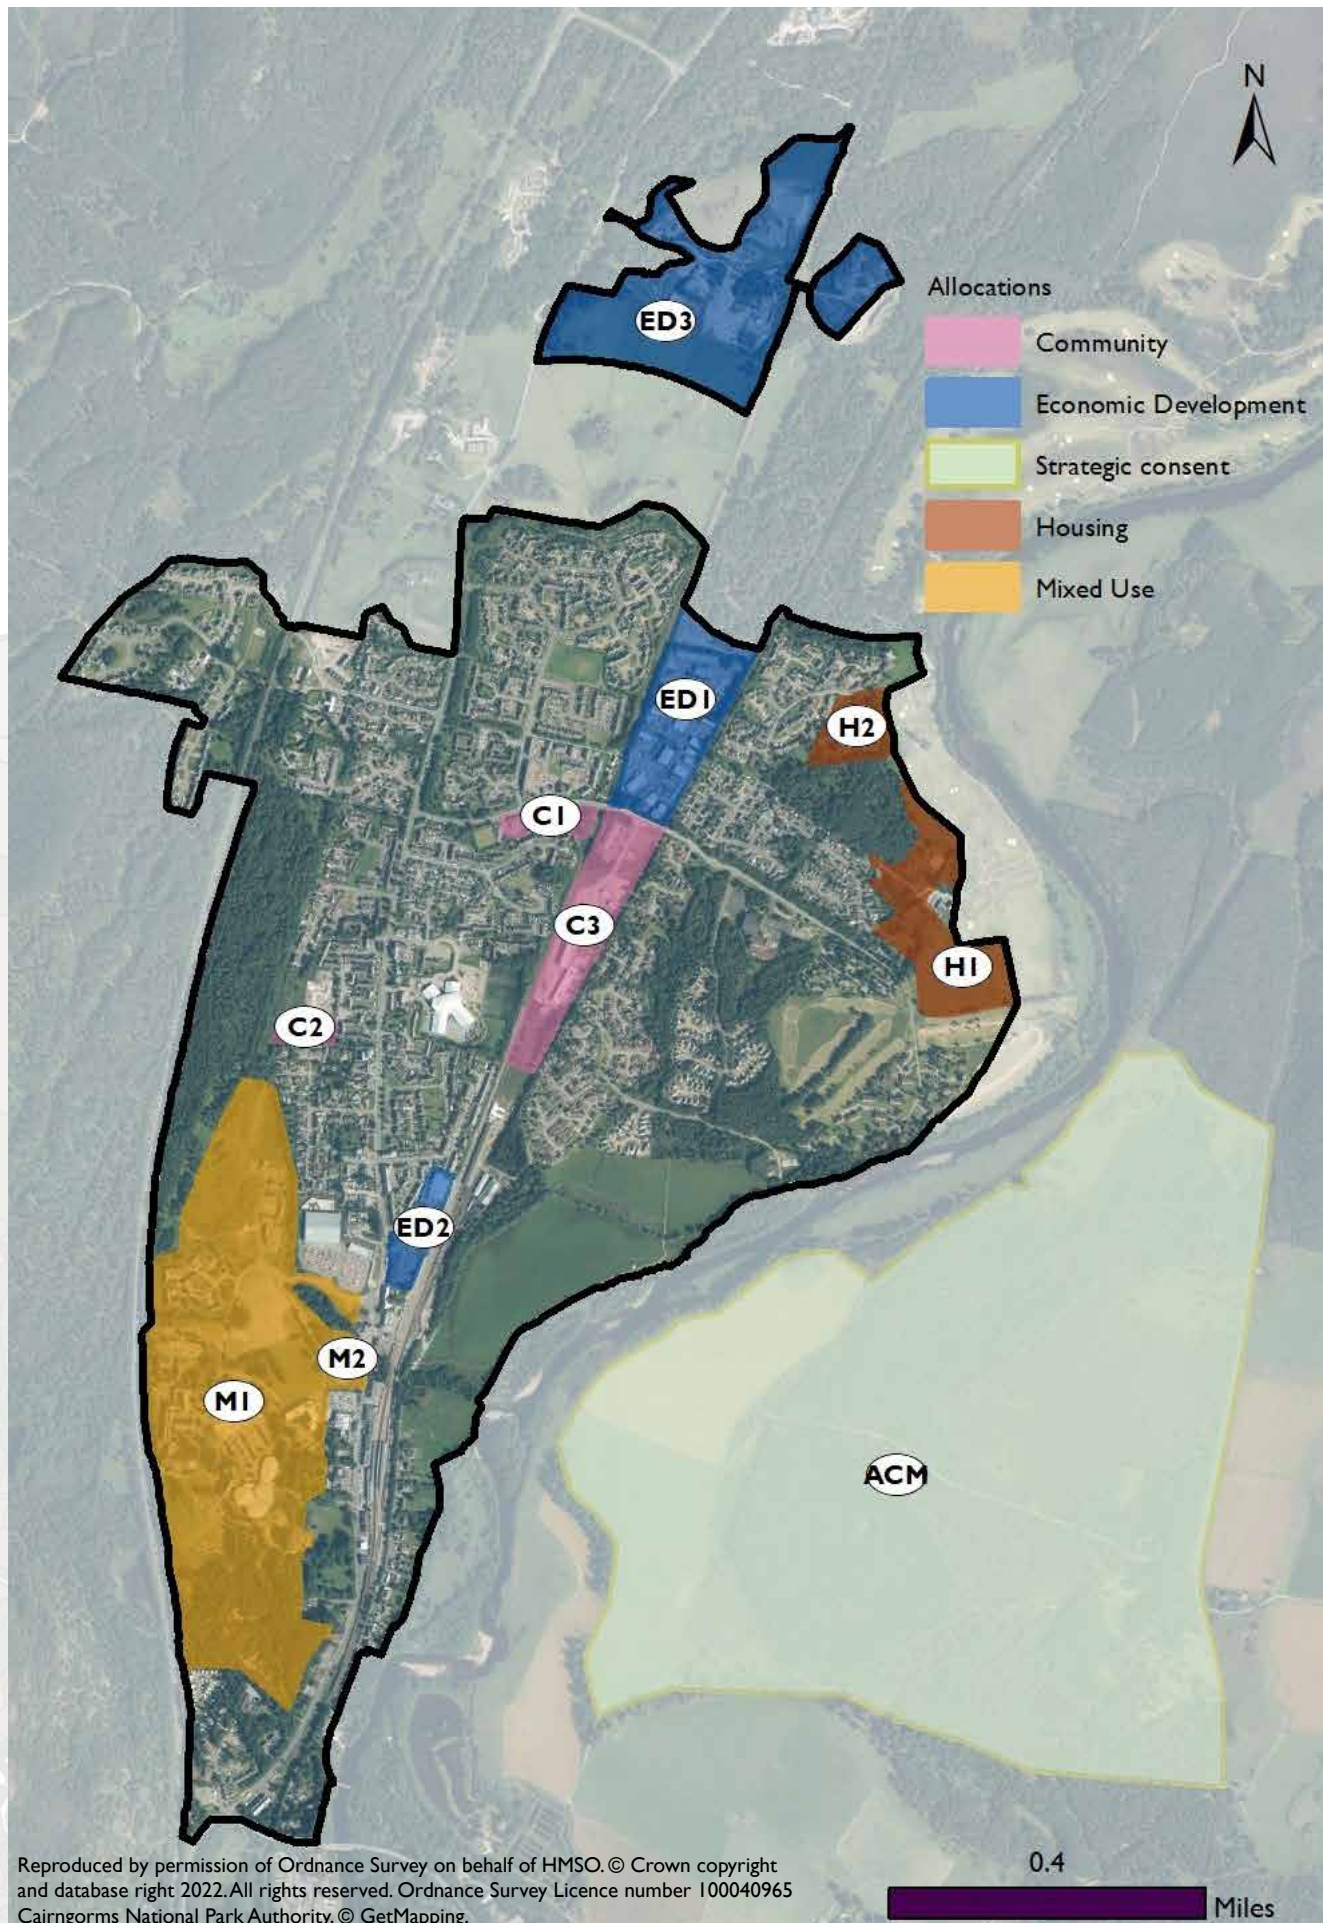 N
Allocations
Community
Economic Development
Strategic consent
Housing
Mixed Use
ED3
ED1
H2
C1
C3
H1
C2
ED2
M2
M1
ACM
Reproduced by permission of Ordnance Survey on behalf of HMSO. © Crown copyright
and database right 2022. All rights reserved. Ordnance Survey Licence number 100040965
Cairngorms National Park Authority. © GetMapping.
0.4
Miles